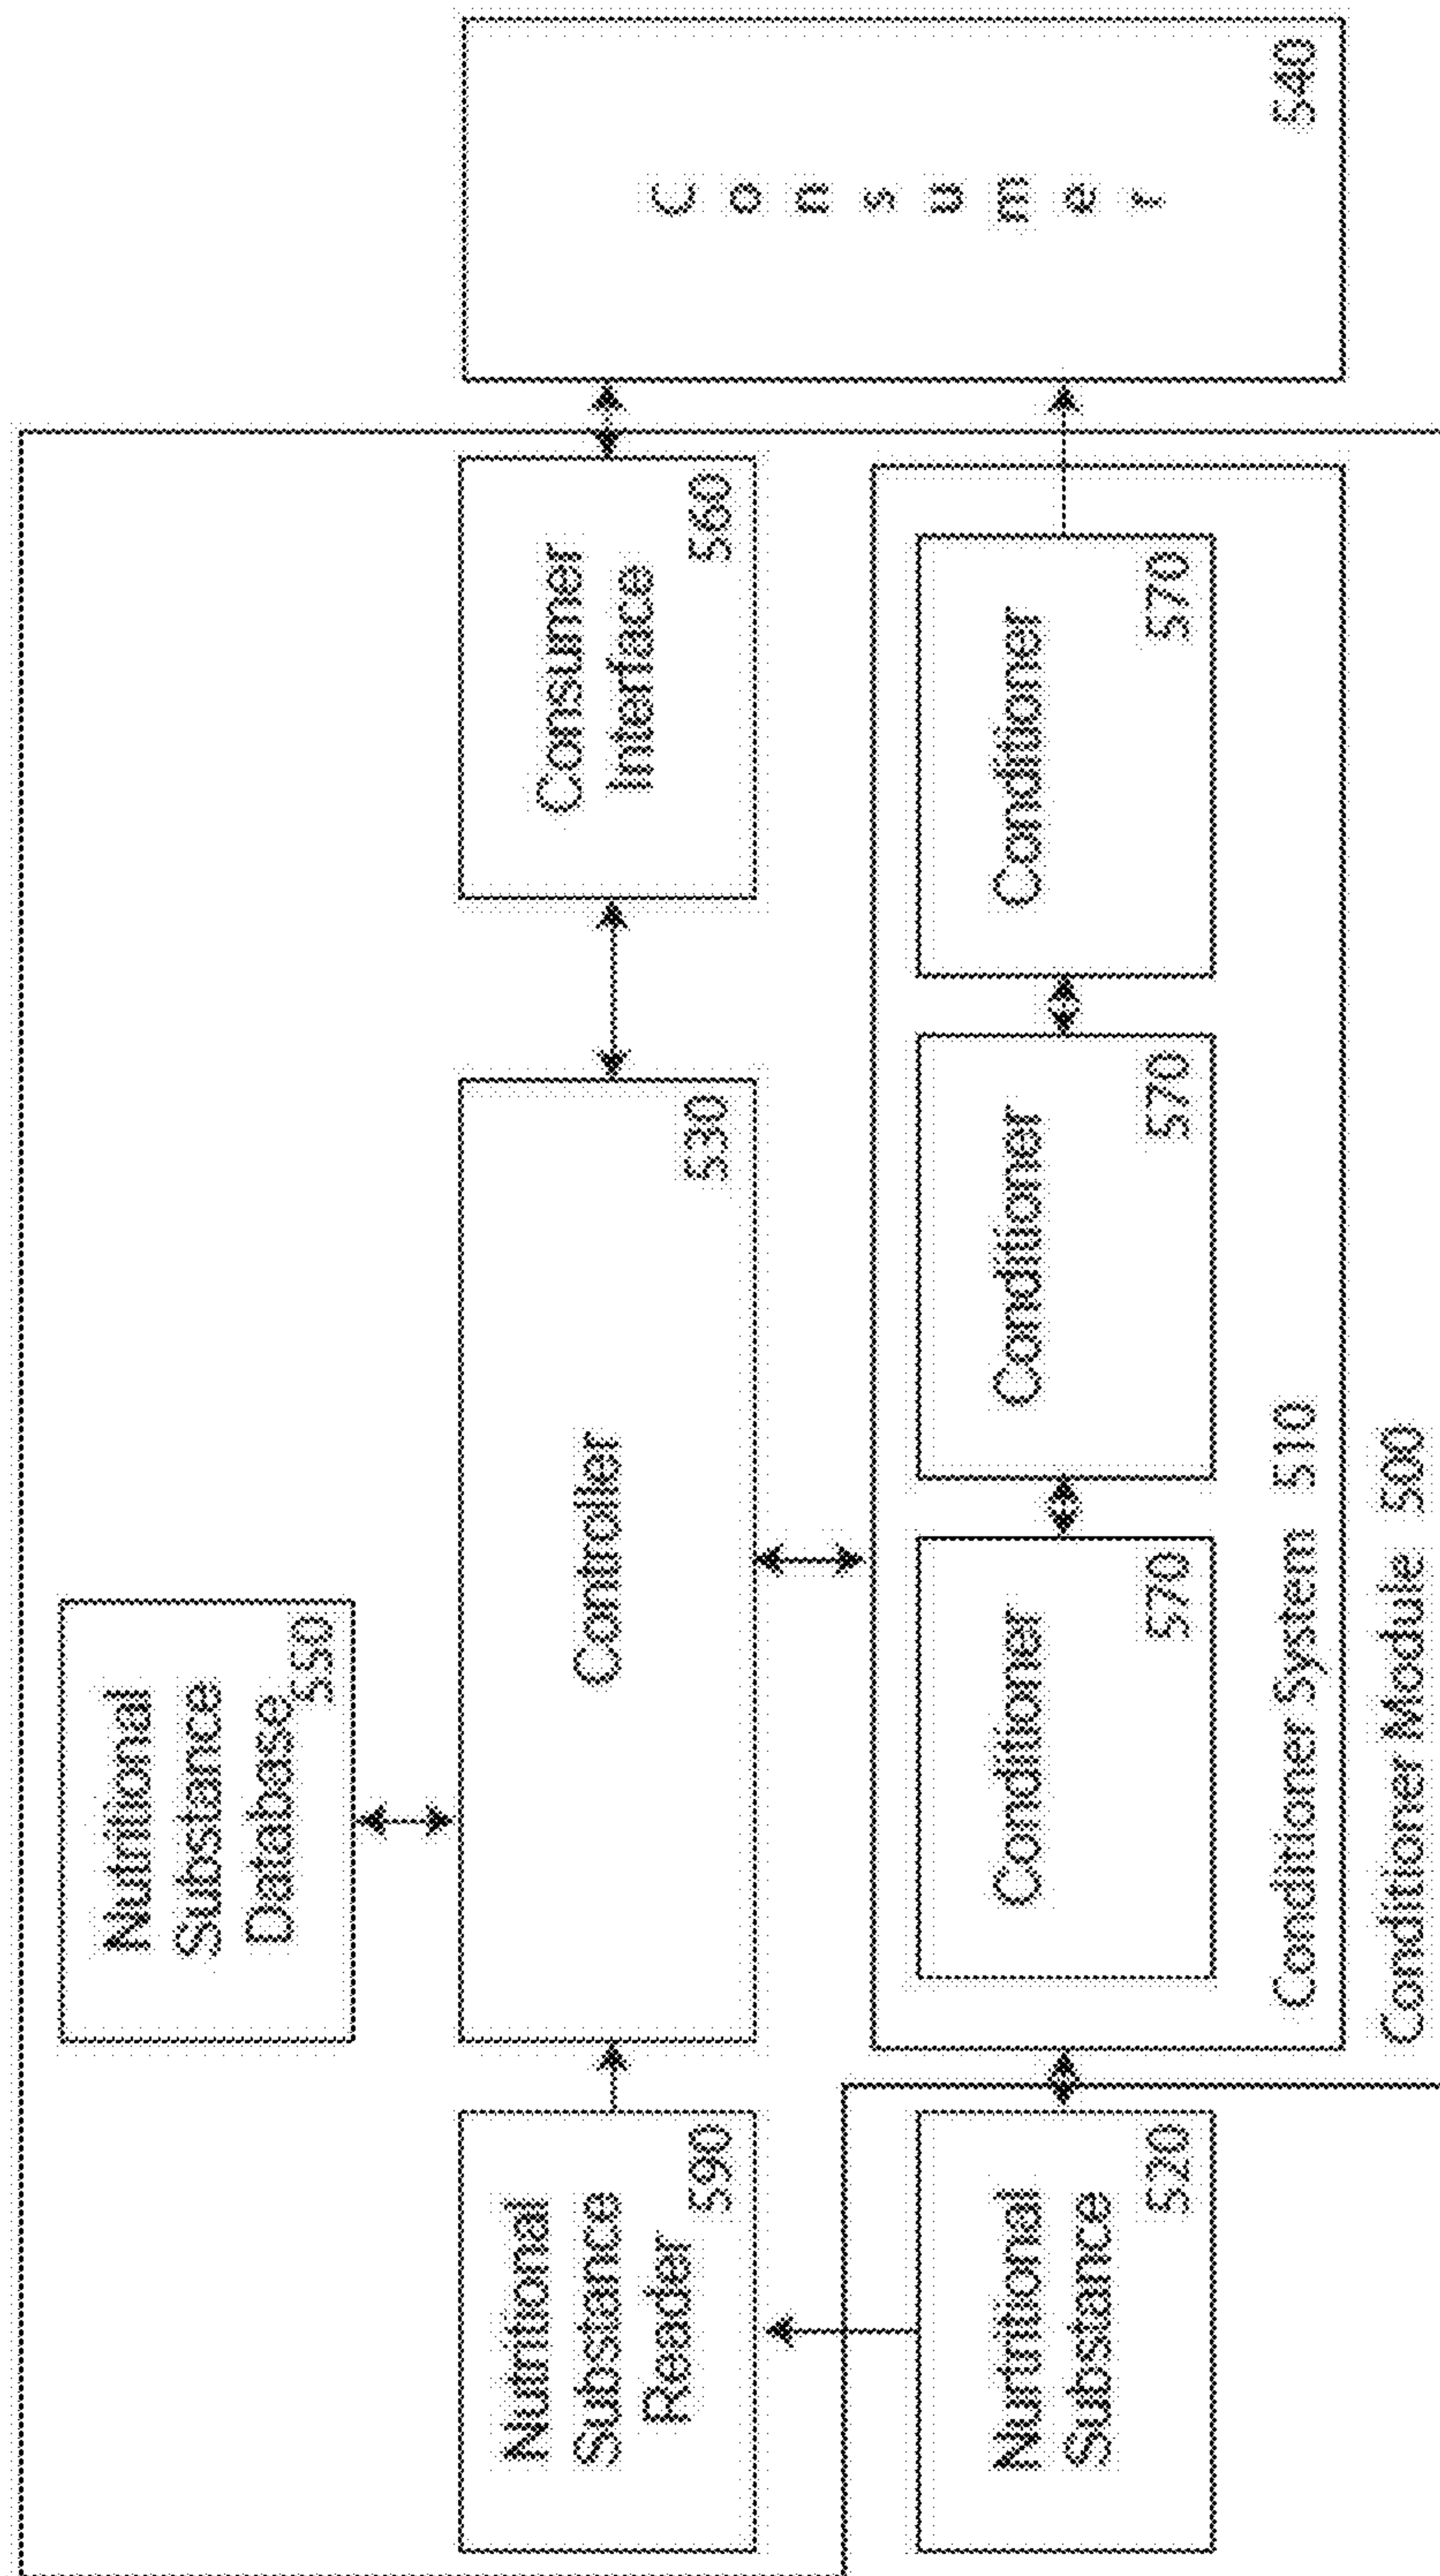 Nutritional
Substance
Database
550
Nutritional
Substance
Reader
590
Controller
530
Consumer
Interface
560
Consumer
540
Nurtritional
Substance
520
Conditioner
570
Conditioner
570
Conditioner
570
Conditioner System 510
Conditioner Module 500